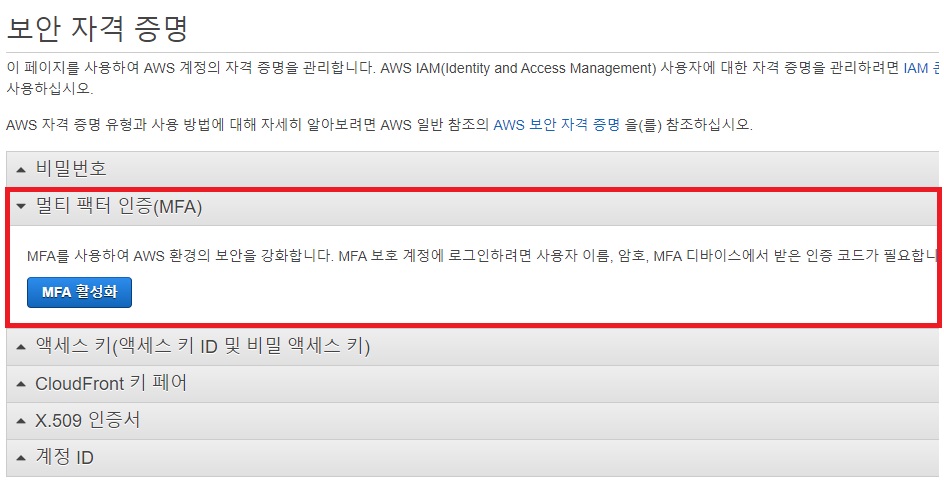 보안 자격 증명
이 페이지를 사용하여 AWS 계정의 자격 증명을 관리합니다. AWS IAM(Identity and Access Management) 사용자에 대한 자격 증명을 관리하려면 IAM
사용하십시오.
AWS 자격 증명 유형과 사용 방법에 대해 자세히 알아보려면 AWS 일반 참조의 AWS 보안 자격 증명 을(를) 참조하십시오.
비밀번호
멀티 팩터 인증(MFA)
MFA를 사용하여 AWS 환경의 보안을 강화합니다. MFA 보호 계정에 로그인하려면 사용자 이름, 암호, MFA 디바이스에서 받은 인증 코드가 필요합니
MFA 활성화
액세스 키(액세스 키 ID 및 비밀 액세스 키)
CloudFront 키 페어
X.509 인증서
계정 ID